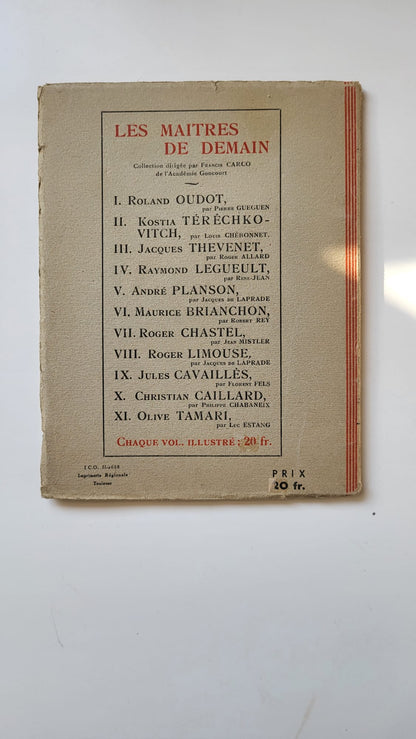 LES MAITRES
DE DEMAIN
Collection dirigée par Francis CARCO
de l'Académie Goncourt
I. Roland OUDOT,
par Pierre GUEGUEN
II. Kostia TÉRÉCHKO-
VITCH, par Louis CHÉRONNET.
III. Jacques THEVENET,
par Roger ALLARD
IV. Raymond LEGUEULT,
par René-JEAN
V. André PLANSON,
par Jacques de LAPRADE
VI. Maurice BRIANCHON,
par Robert REY
VII. Roger CHASTEL,
par Jean MISTLER
VIII. Roger LIMOUSE,
par Jacques de LAPRADE
IX. Jules CAVAILLÈS,
par Florent FELS
X. Christian CAILLARD,
par Philippe CHABANEIX
XI. Olive TAMARI,
par Luc ESTANG
Chaque vol. illustré : 20 fr.
I.C.O.
Imprimerie Régionale
Toulouse
PRIX
20 fr.